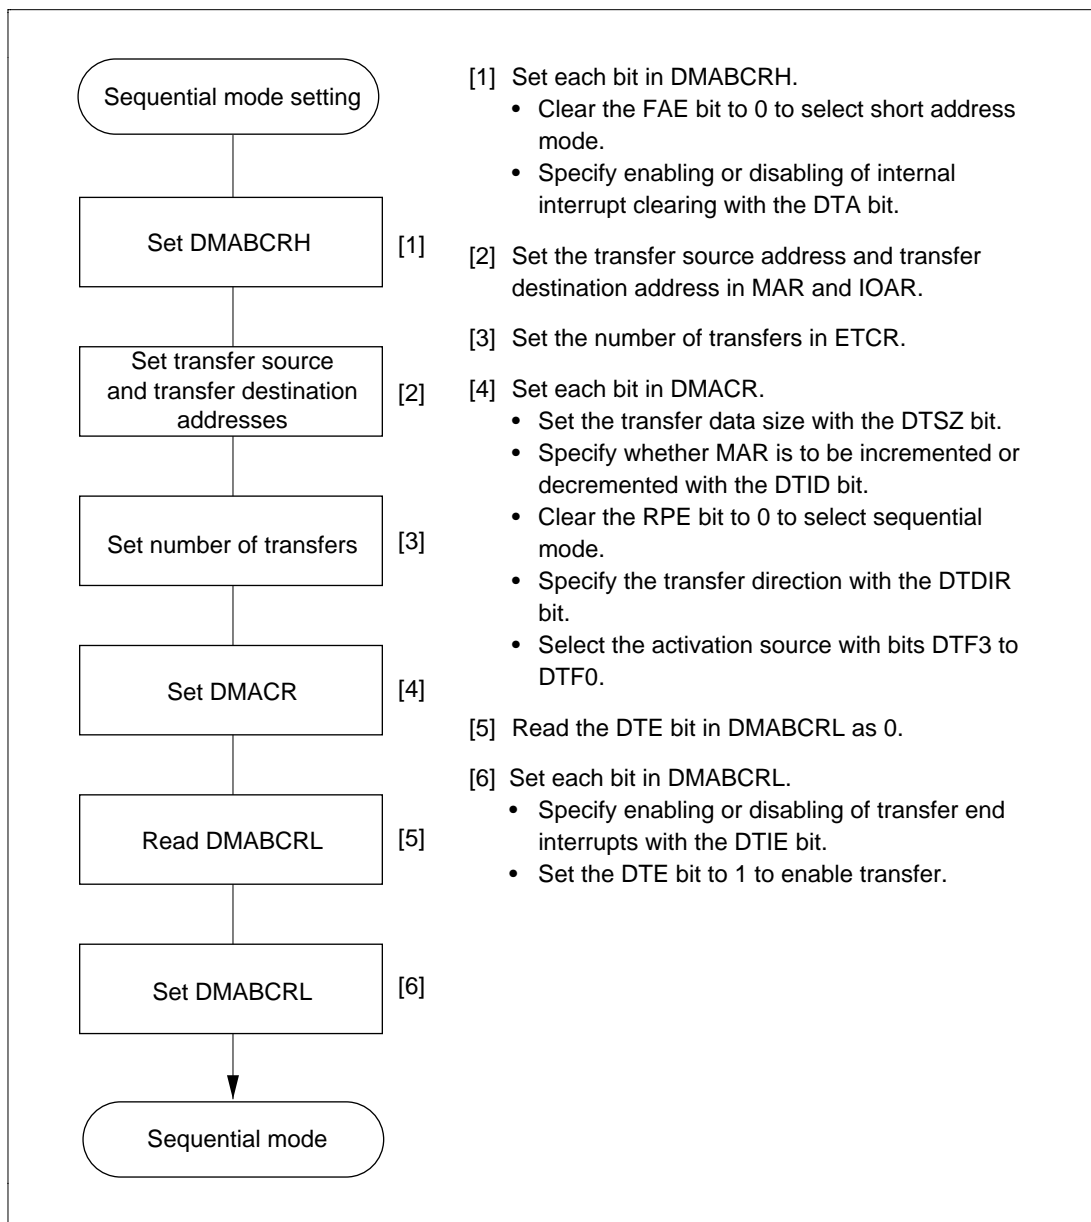 Sequential mode setting
Set DMABCRH
[1]
Set transfer source
and transfer destination
addresses
[2]
Set number of transfers
[3]
Set DMACR
[4]
Read DMABCRL
[5]
Set DMABCRL
[6]
Sequential mode
[1] Set each bit in DMABCRH.
• Clear the FAE bit to 0 to select short address
mode.
• Specify enabling or disabling of internal
interrupt clearing with the DTA bit.
[2] Set the transfer source address and transfer
destination address in MAR and IOAR.
[3] Set the number of transfers in ETCR.
[4] Set each bit in DMACR.
• Set the transfer data size with the DTSZ bit.
• Specify whether MAR is to be incremented or
decremented with the DTID bit.
• Clear the RPE bit to 0 to select sequential
mode.
• Specify the transfer direction with the DTDIR
bit.
• Select the activation source with bits DTF3 to
DTF0.
[5] Read the DTE bit in DMABCRL as 0.
[6] Set each bit in DMABCRL.
• Specify enabling or disabling of transfer end
interrupts with the DTIE bit.
• Set the DTE bit to 1 to enable transfer.